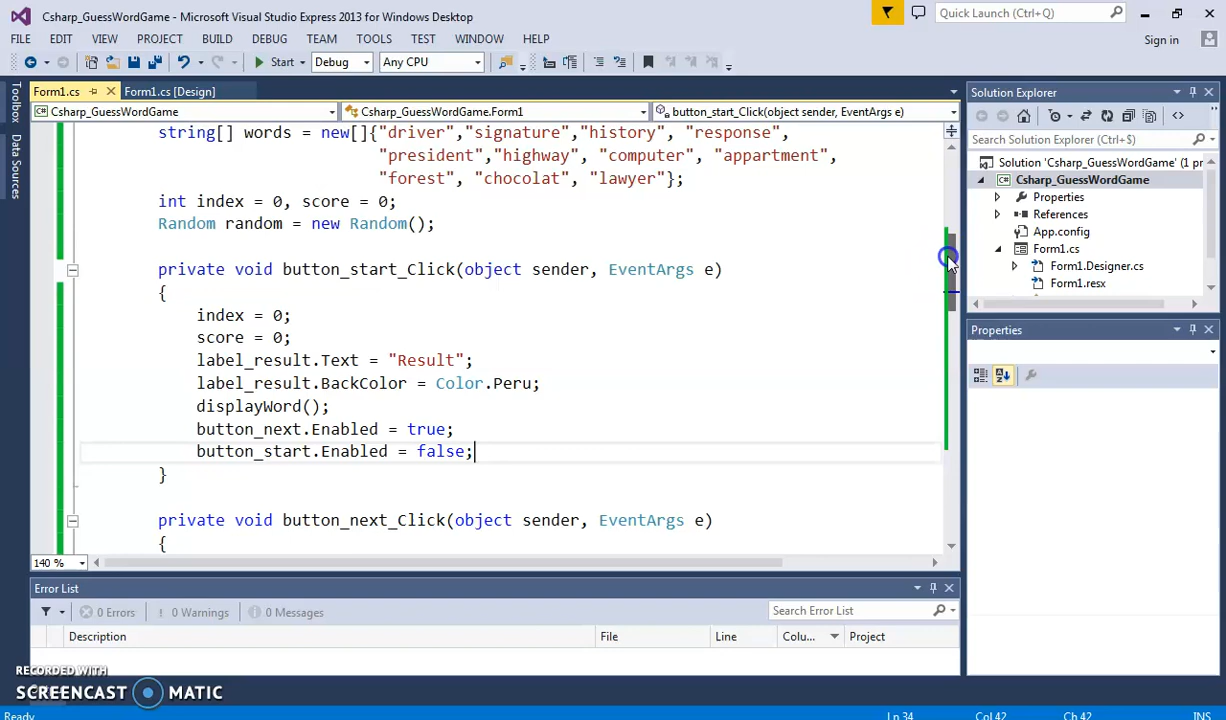 Csharp_GuessWordGame - Microsoft Visual Studio Express 2013 for Windows Desktop
Quick Launch (Ctrl+Q)
FILE EDIT VIEW PROJECT BUILD DEBUG TEAM TOOLS TEST WINDOW HELP
Sign in
Start Debug Any CPU
Toolbox
Data Sources
Form1.cs Form1.cs [Design]
Csharp_GuessWordGame Csharp_GuessWordGame.Form1 button_start_Click(object sender, EventArgs e)
string[] words = new[]{"driver","signature","history", "response",
"president","highway", "computer", "appartment",
"forest", "chocolat", "lawyer"};
int index = 0, score = 0;
Random random = new Random();
private void button_start_Click(object sender, EventArgs e)
{
index = 0;
score = 0;
label_result.Text = "Result";
label_result.BackColor = Color.Peru;
displayWord();
button_next.Enabled = true;
button_start.Enabled = false;
}
private void button_next_Click(object sender, EventArgs e)
{
140 %
Solution Explorer
Search Solution Explorer (Ctrl+$)
Solution 'Csharp_GuessWordGame' (1 pr
C# Csharp_GuessWordGame
Properties
References
App.config
Form1.cs
Form1.Designer.cs
Form1.resx
Properties
Error List
0 Errors 0 Warnings 0 Messages
Search Error List
Description File Line Colu... Project
RECORDED WITH
SCREENCAST MATIC
Ready Ln 34 Col 42 Ch 42 INS